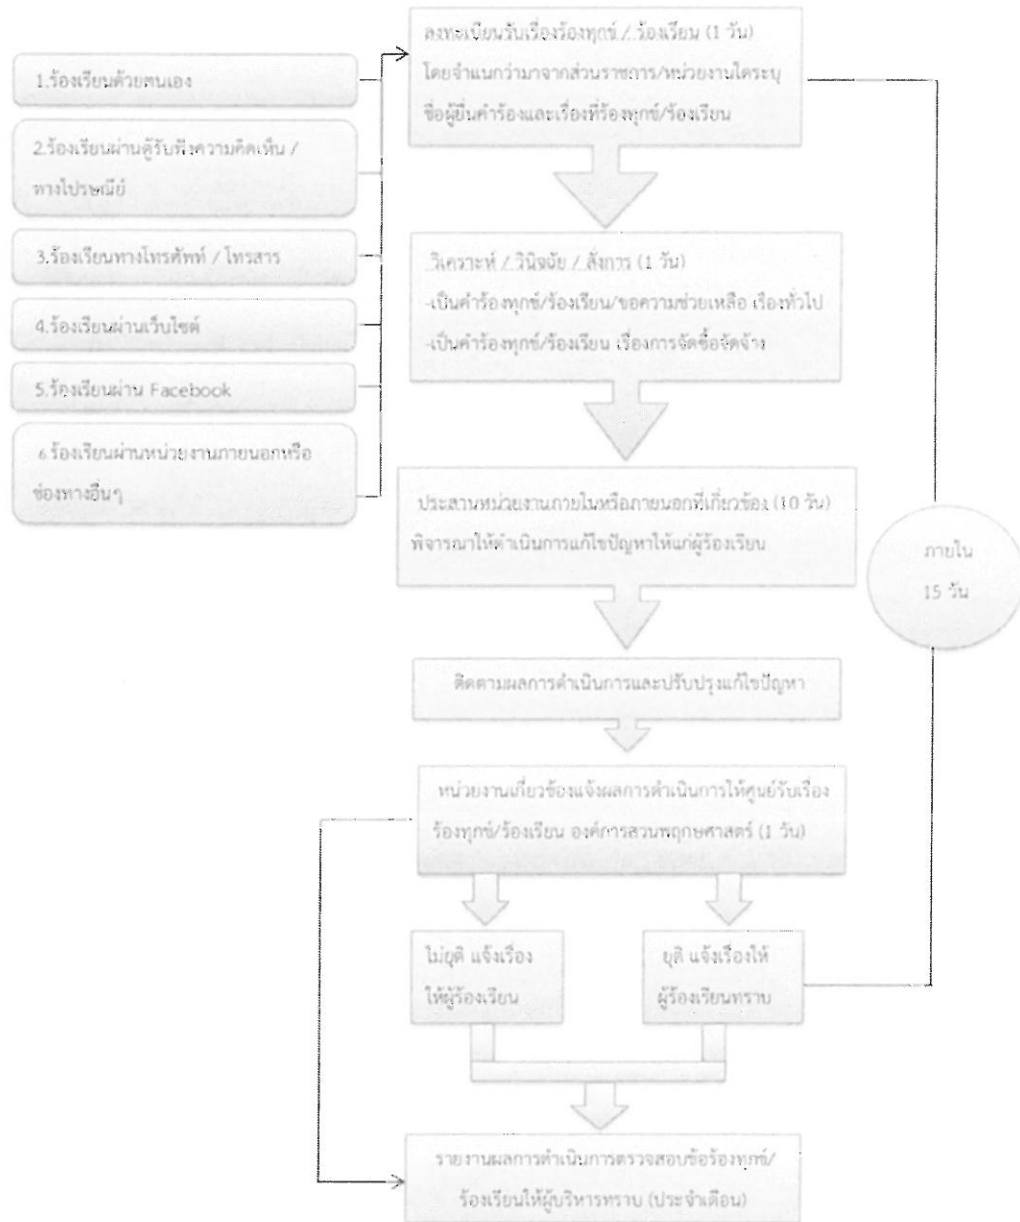 1.ร้องเรียนด้วยตนเอง
2.ร้องเรียนผ่านตู้รับฟังความคิดเห็น /
ทางไปรษณีย์
3.ร้องเรียนทางโทรศัพท์ / โทรสาร
4.ร้องเรียนผ่านเว็บไซต์
5.ร้องเรียนผ่าน Facebook
6 ร้องเรียนผ่านหน่วยงานภายนอกหรือ
ช่องทางอื่นๆ
ลงทะเบียนรับเรื่องร้องทุกข์ / ร้องเรียน (1 วัน)
โดยจำแนกว่ามาจากส่วนราชการ/หน่วยงานใดระบุ
ชื่อผู้ยื่นคำร้องและเรื่องที่ร้องทุกข์/ร้องเรียน
วิเคราะห์ / วินิจฉัย / สั่งการ (1 วัน)
-เป็นคำร้องทุกข์/ร้องเรียน/ขอความช่วยเหลือ เรื่องทั่วไป
-เป็นคำร้องทุกข์/ร้องเรียน เรื่องการจัดซื้อจัดจ้าง
ประสานหน่วยงานภายในหรือภายนอกที่เกี่ยวข้อง (10 วัน)
พิจารณาให้ดำเนินการแก้ไขปัญหาให้แก่ผู้ร้องเรียน
ภายใน
15 วัน
ติดตามผลการดำเนินการและปรับปรุงแก้ไขปัญหา
หน่วยงานเกี่ยวข้องแจ้งผลการดำเนินการให้ศูนย์รับเรื่อง
ร้องทุกข์/ร้องเรียน องค์การสวนพฤกษศาสตร์ (1 วัน)
ไม่ยุติ แจ้งเรื่อง
ให้ผู้ร้องเรียน
ยุติ แจ้งเรื่องให้
ผู้ร้องเรียนทราบ
รายงานผลการดำเนินการตรวจสอบข้อร้องทุกข์/
ร้องเรียนให้ผู้บริหารทราบ (ประจำเดือน)